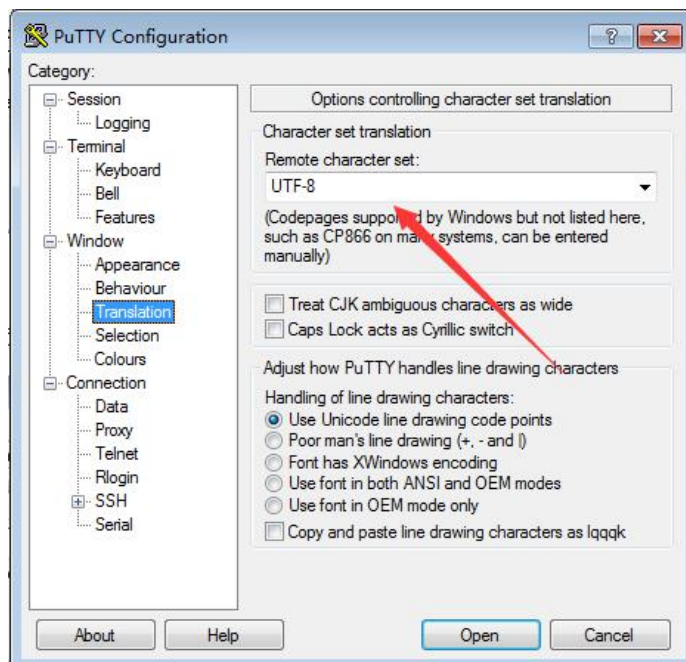 PuTTY Configuration
Category:
Session
Logging
Terminal
Keyboard
Bell
Features
Window
Appearance
Behaviour
Translation
Selection
Colours
Connection
Data
Proxy
Telnet
Rlogin
SSH
Serial
Options controlling character set translation
Character set translation
Remote character set:
UTF-8
(Codepages supported by Windows but not listed here,
such as CP866 on many systems, can be entered
manually)
Treat CJK ambiguous characters as wide
Caps Lock acts as Cyrillic switch
Adjust how PuTTY handles line drawing characters
Handling of line drawing characters:
Use Unicode line drawing code points
Poor man's line drawing (+, - and |)
Font has XWindows encoding
Use font in both ANSI and OEM modes
Use font in OEM mode only
Copy and paste line drawing characters as lqqqk
About
Help
Open
Cancel